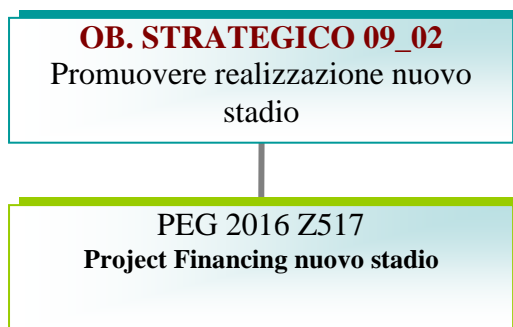 OB. STRATEGICO 09_02
Promuovere realizzazione nuovo
stadio
PEG 2016 Z517
Project Financing nuovo stadio